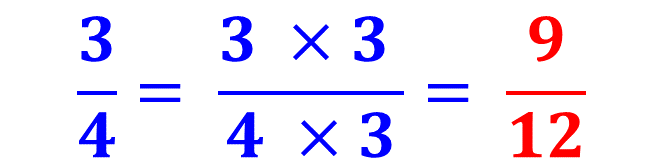 3/4 = 3 × 3/4 × 3 = 9/12